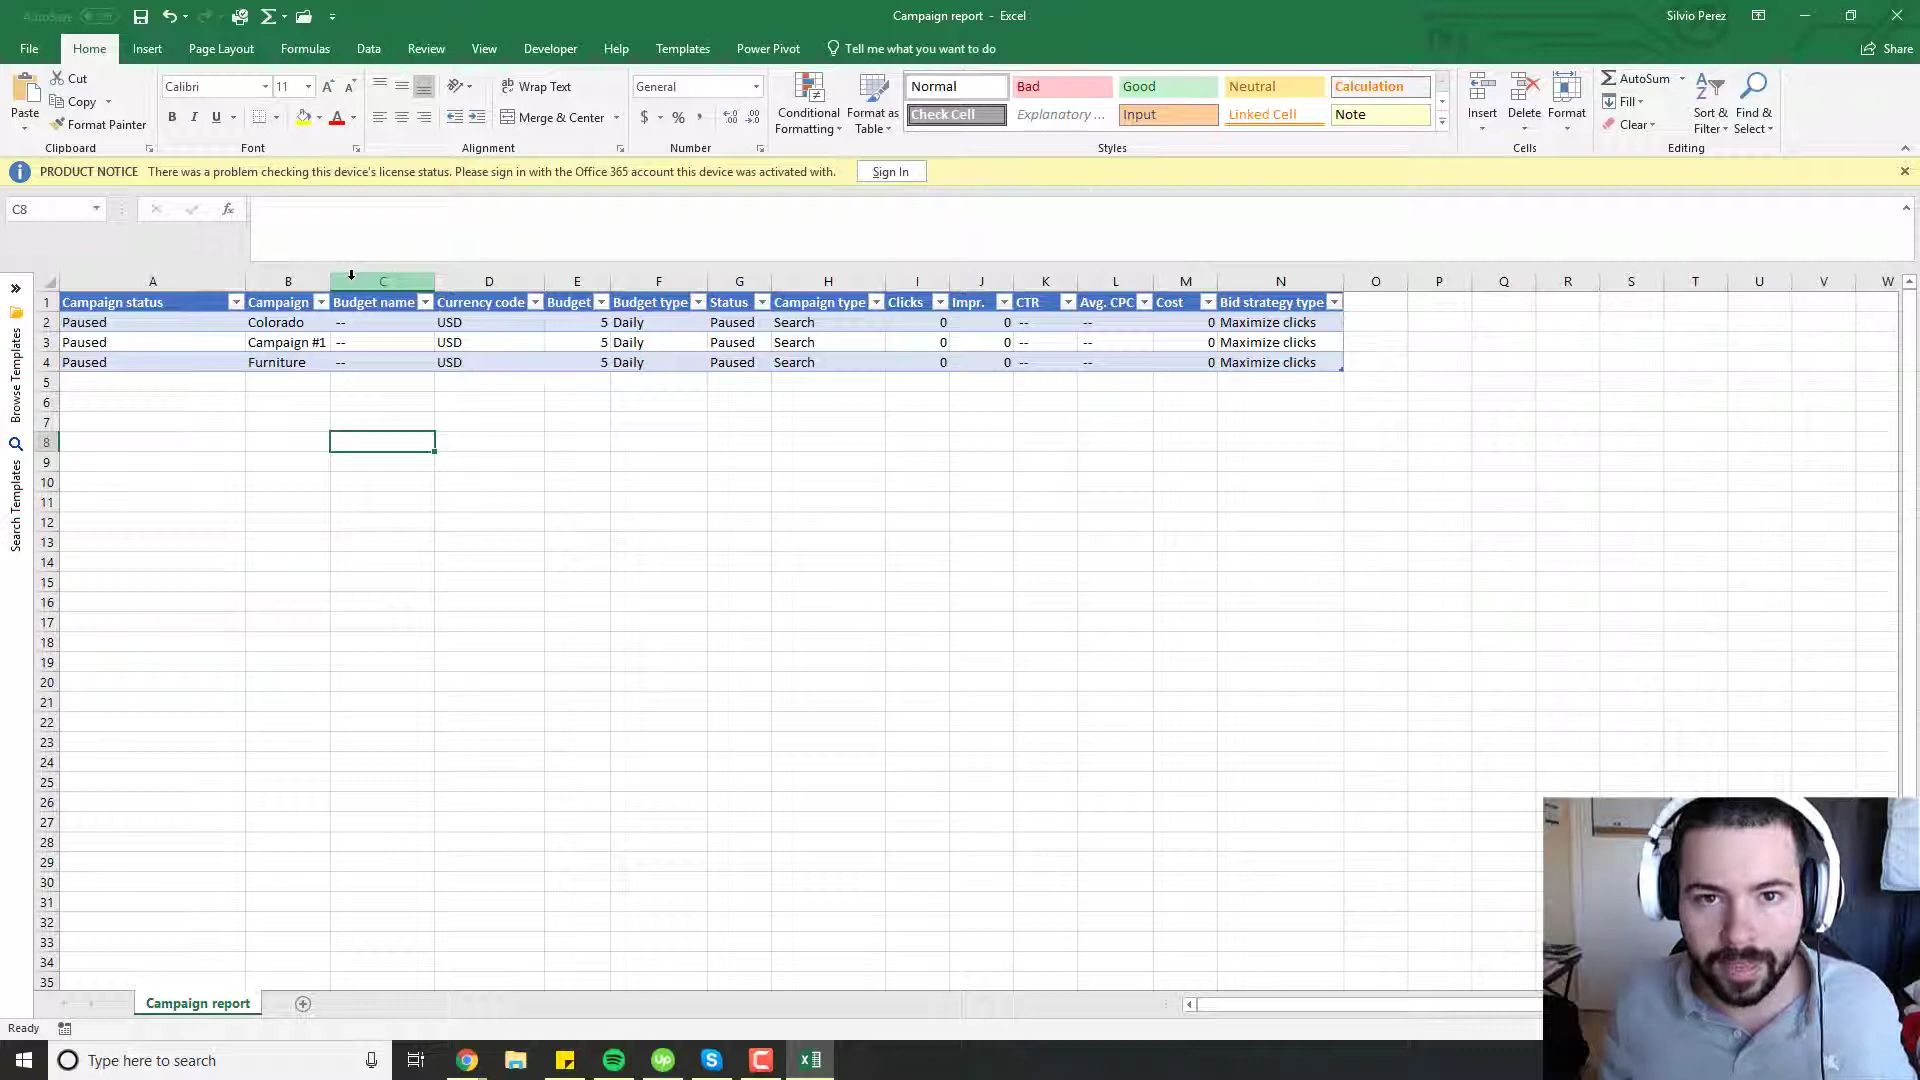 AutoSave Off
Campaign report - Excel
Silvio Perez
File Home Insert Page Layout Formulas Data Review View Developer Help Templates Power Pivot Tell me what you want to do Share
Paste
Cut
Copy
Format Painter
Clipboard
Calibri 11 A A
B I U A
Font
Wrap Text
Merge & Center
Alignment
General
$ % ,
Number
Conditional Formatting
Format as Table
Normal Bad Good Neutral Calculation
Check Cell Explanatory ... Input Linked Cell Note
Styles
Insert Delete Format
Cells
AutoSum
Fill
Clear
Sort & Filter
Find & Select
Editing
PRODUCT NOTICE There was a problem checking this device's license status. Please sign in with the Office 365 account this device was activated with. Sign In
C8 fx
A B C D E F G H I J K L M N O P Q R S T U V W
1 Campaign status Campaign Budget name Currency code Budget Budget type Status Campaign type Clicks Impr. CTR Avg. CPC Cost Bid strategy type
2 Paused Colorado -- USD 5 Daily Paused Search 0 0 -- -- 0 Maximize clicks
3 Paused Campaign #1 -- USD 5 Daily Paused Search 0 0 -- -- 0 Maximize clicks
4 Paused Furniture -- USD 5 Daily Paused Search 0 0 -- -- 0 Maximize clicks
5
6
7
8
9
10
11
12
13
14
15
16
17
18
19
20
21
22
23
24
25
26
27
28
29
30
31
32
33
34
35
Browse Templates
Search Templates
Campaign report
Ready
Type here to search
Up
S
X